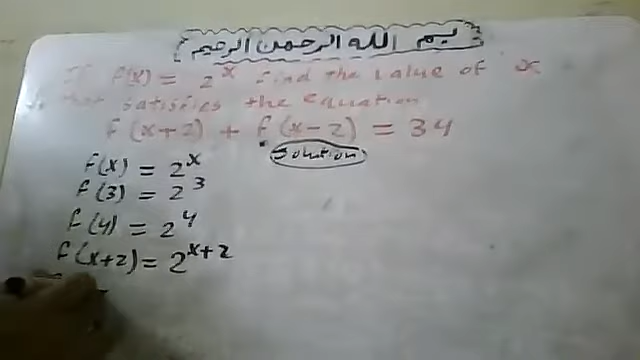 بسم الله الرحمن الرحيم
If f(x) = 2^x find the value of x
that satisfies the equation
f(x+2) + f(x-2) = 34
Solution
f(x) = 2^x
f(3) = 2^3
f(4) = 2^4
f(x+2) = 2^x+2